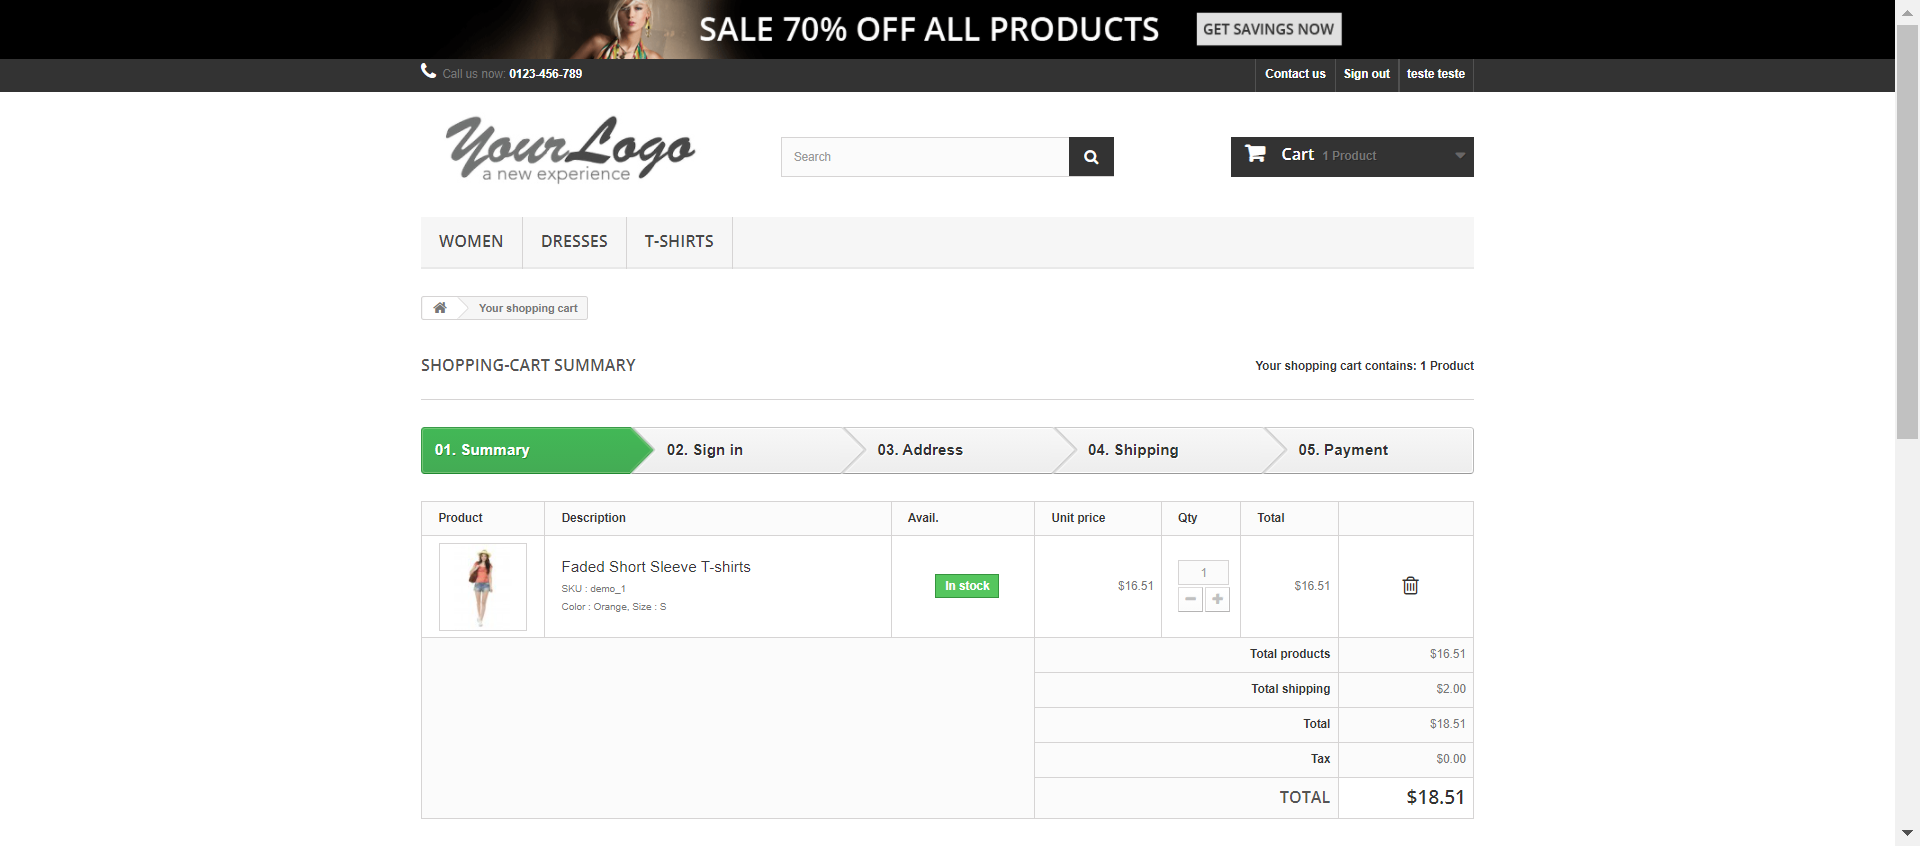 SALE 70% OFF ALL PRODUCTS GET SAVINGS NOW
Call us now: 0123-456-789 Contact us Sign out teste teste
YourLogo
a new experience
Search
Cart 1 Product
WOMEN DRESSES T-SHIRTS
Your shopping cart
SHOPPING-CART SUMMARY Your shopping cart contains: 1 Product
01. Summary 02. Sign in 03. Address 04. Shipping 05. Payment
Product Description Avail. Unit price Qty Total
Faded Short Sleeve T-shirts
SKU : demo_1
Color : Orange, Size : S
In stock $16.51 1 $16.51
Total products $16.51
Total shipping $2.00
Total $18.51
Tax $0.00
TOTAL $18.51